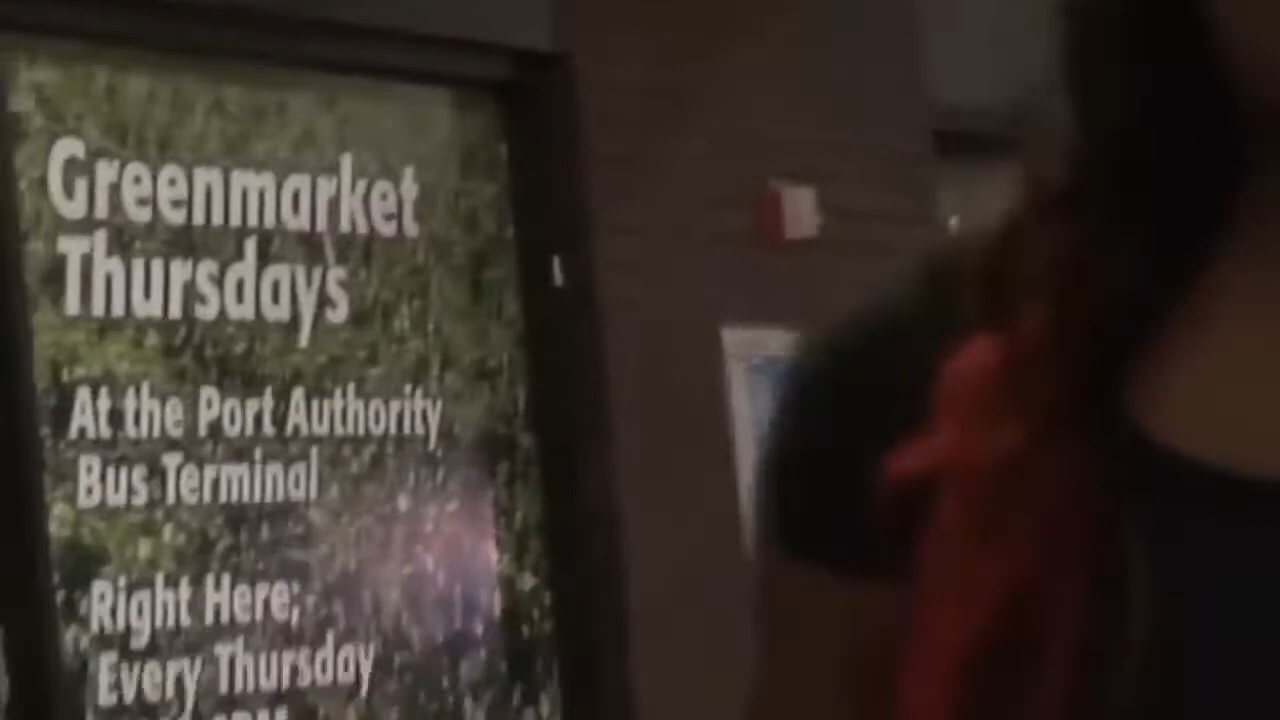 Greenmarket
Thursdays
At the Port Authority
Bus Terminal
Right Here;
Every Thursday